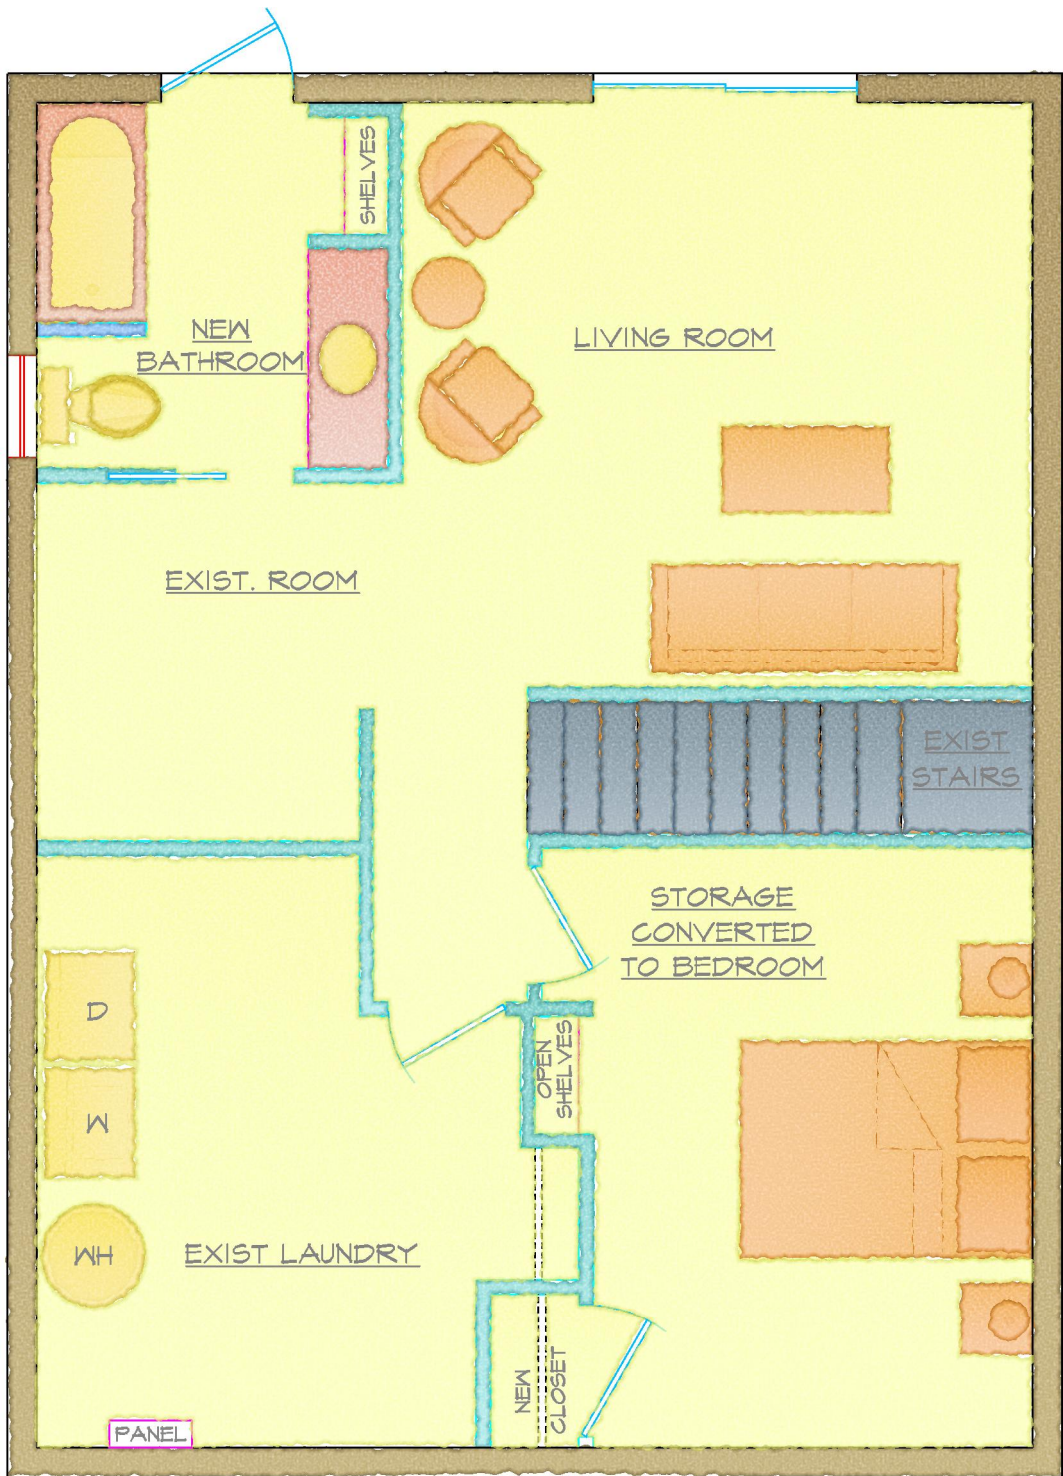 SHELVES
NEW
BATHROOM
LIVING ROOM
EXIST. ROOM
EXIST
STAIRS
STORAGE
CONVERTED
TO BEDROOM
D
OPEN
SHELVES
W
WH
EXIST LAUNDRY
NEW
CLOSET
PANEL